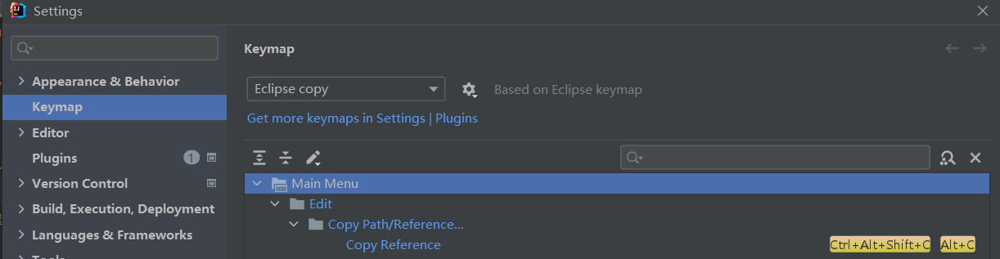 Settings
Appearance & Behavior
Keymap
Editor
Plugins 1
Version Control
Build, Execution, Deployment
Languages & Frameworks
Tools
Keymap
Eclipse copy Based on Eclipse keymap
Get more keymaps in Settings | Plugins
Main Menu
Edit
Copy Path/Reference...
Copy Reference Ctrl+Alt+Shift+C Alt+C